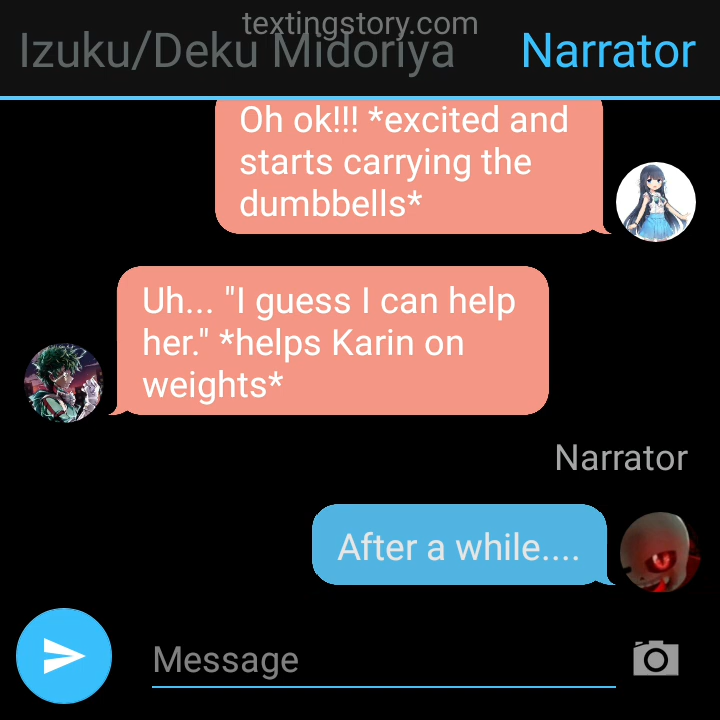 textingstory.com
Izuku/Deku Midoriya Narrator
Oh ok!!! *excited and
starts carrying the
dumbbells*
Uh... "I guess I can help
her." *helps Karin on
weights*
Narrator
After a while....
Message